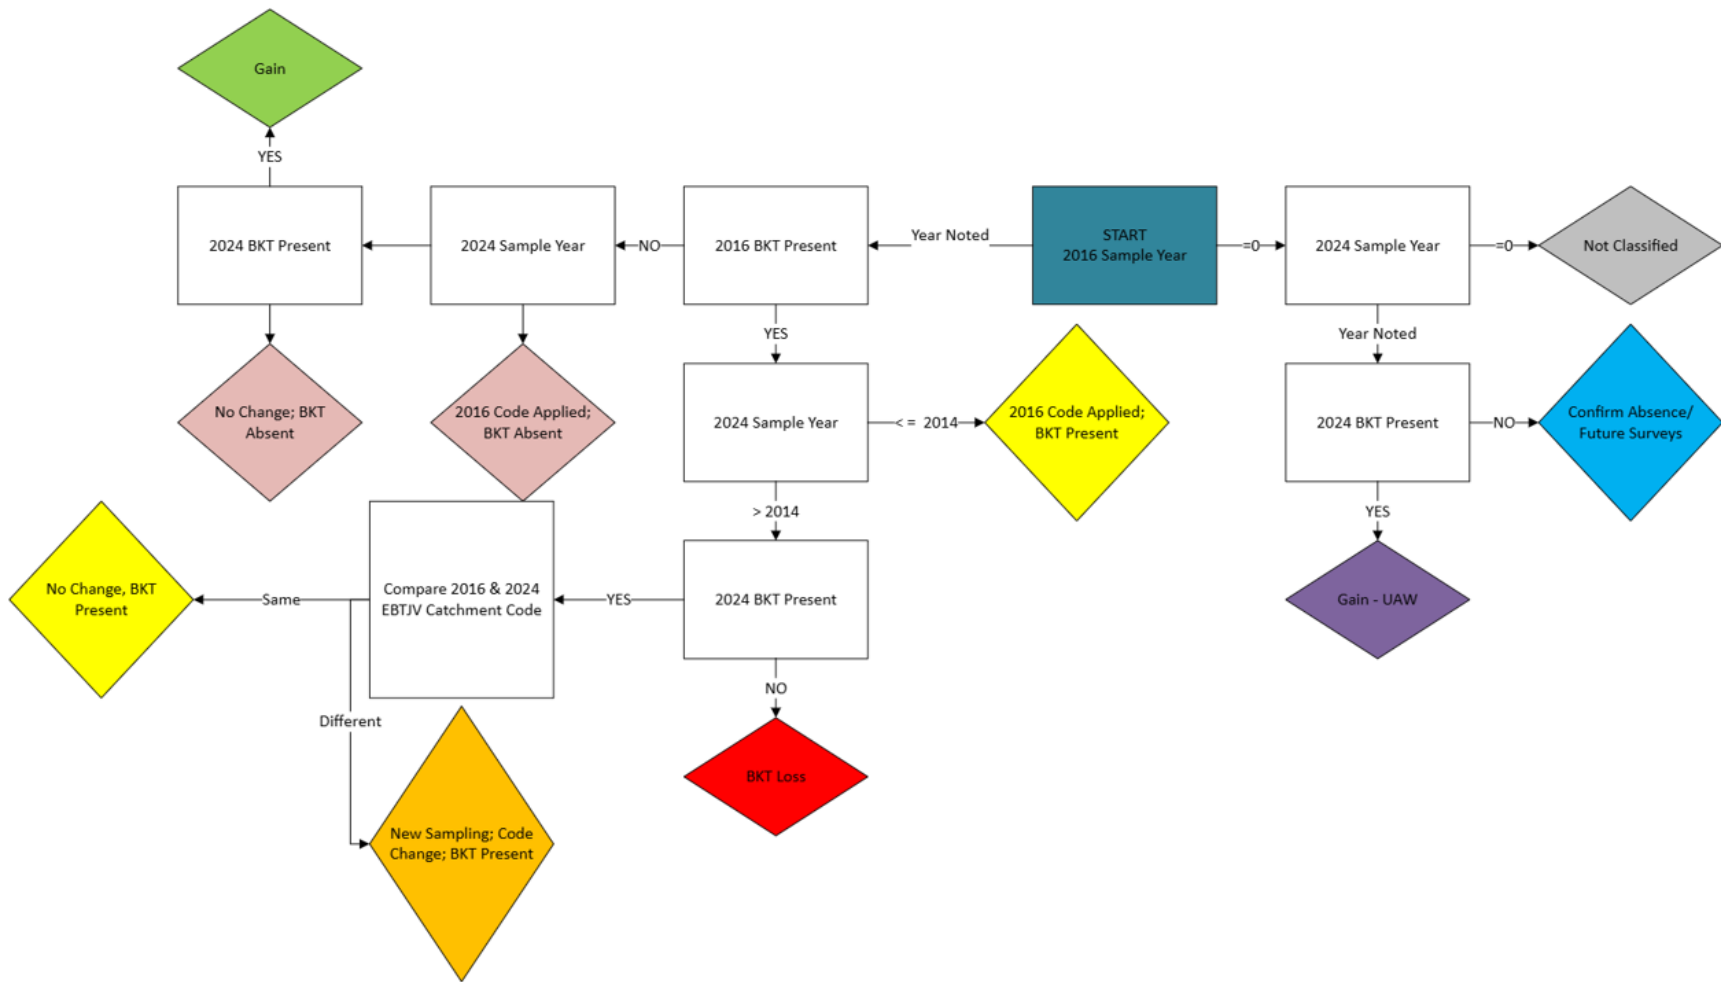 Gain
YES
2024 BKT Present
2024 Sample Year
NO
2016 BKT Present
Year Noted
START
2016 Sample Year
=0
2024 Sample Year
=0
Not Classified
YES
Year Noted
No Change; BKT
Absent
2016 Code Applied;
BKT Absent
2024 Sample Year
< = 2014
2016 Code Applied;
BKT Present
2024 BKT Present
NO
Confirm Absence/
Future Surveys
> 2014
YES
No Change, BKT
Present
Same
Compare 2016 & 2024
EBTJV Catchment Code
YES
2024 BKT Present
Gain - UAW
NO
Different
BKT Loss
New Sampling; Code
Change; BKT Present